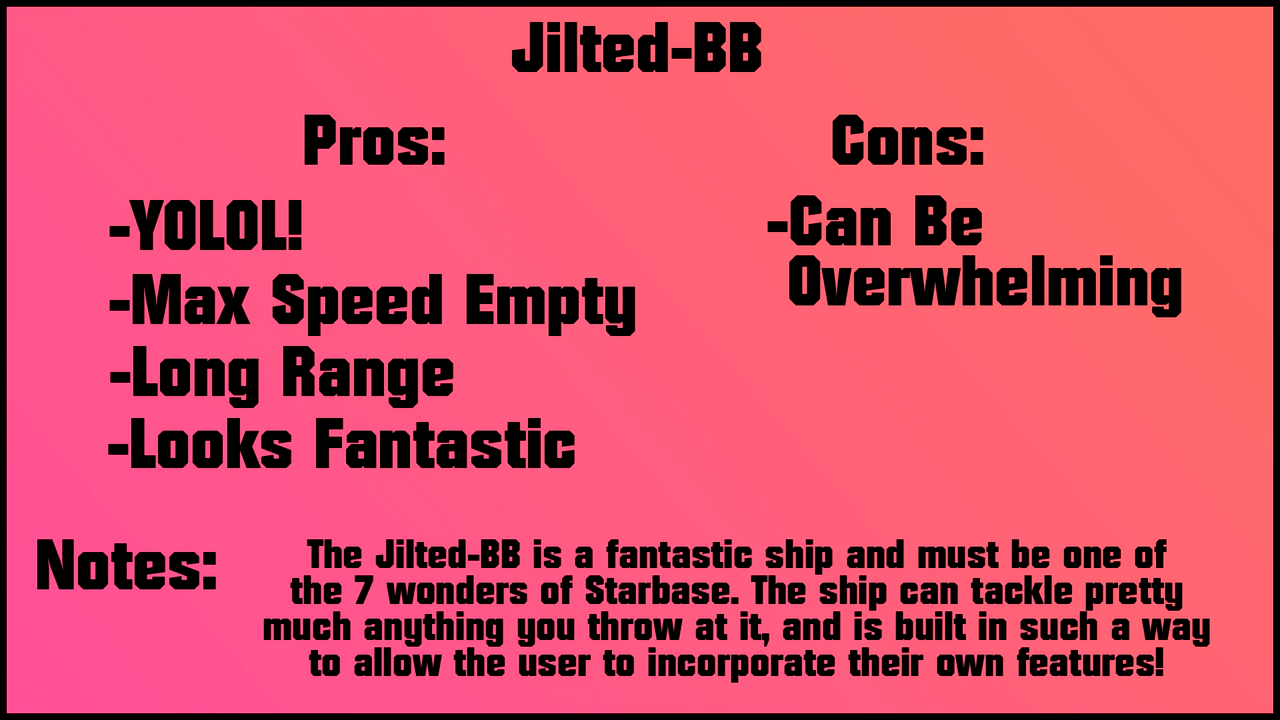 Jilted-BB
Pros:
-YOLOL!
-Max Speed Empty
-Long Range
-Looks Fantastic
Cons:
-Can Be
Overwhelming
Notes:
The Jilted-BB is a fantastic ship and must be one of
the 7 wonders of Starbase. The ship can tackle pretty
much anything you throw at it, and is built in such a way
to allow the user to incorporate their own features!